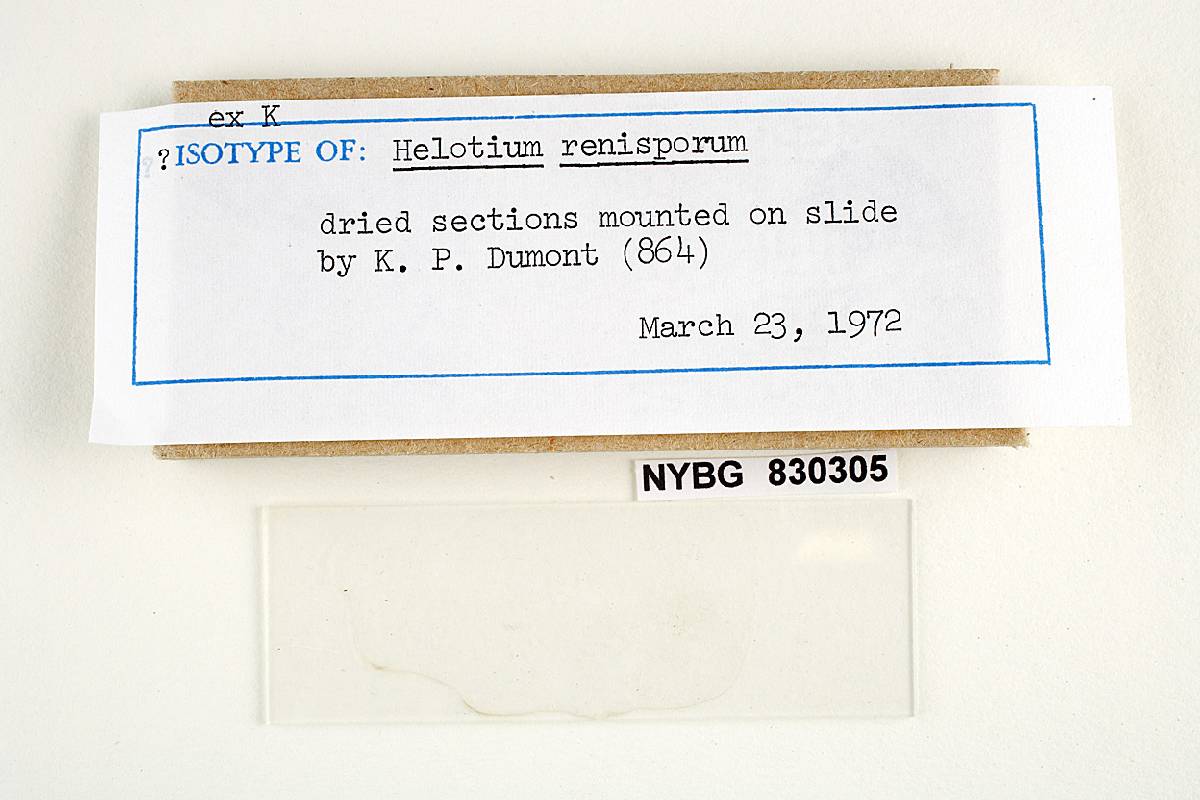 ex K
?ISOTYPE OF: Helotium renisporum
dried sections mounted on slide
by K. P. Dumont (864)
March 23, 1972
NYBG 830305